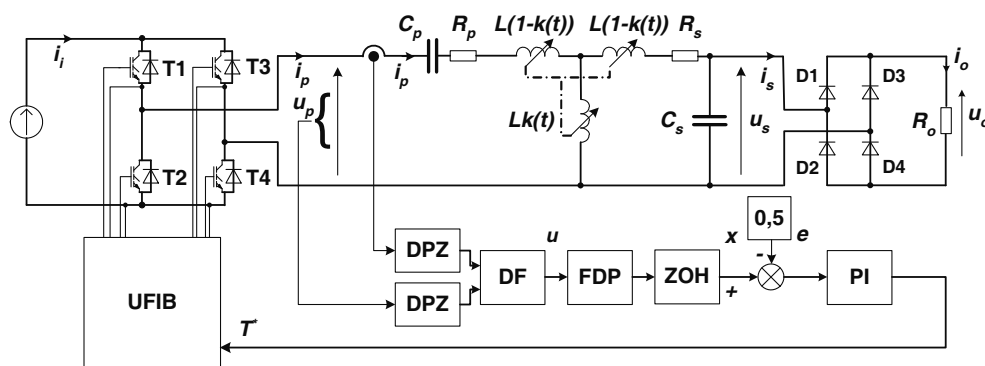 C_p R_p L(1-k(t)) L(1-k(t)) R_s
i_i T1 T3 i_p i_p i_s D1 D3 i_o
u_p { Lk(t) C_s u_s R_o u_o
T2 T4 D2 D4
0,5
DPZ u x - e
UFIB DF FDP ZOH + PI
DPZ
T*